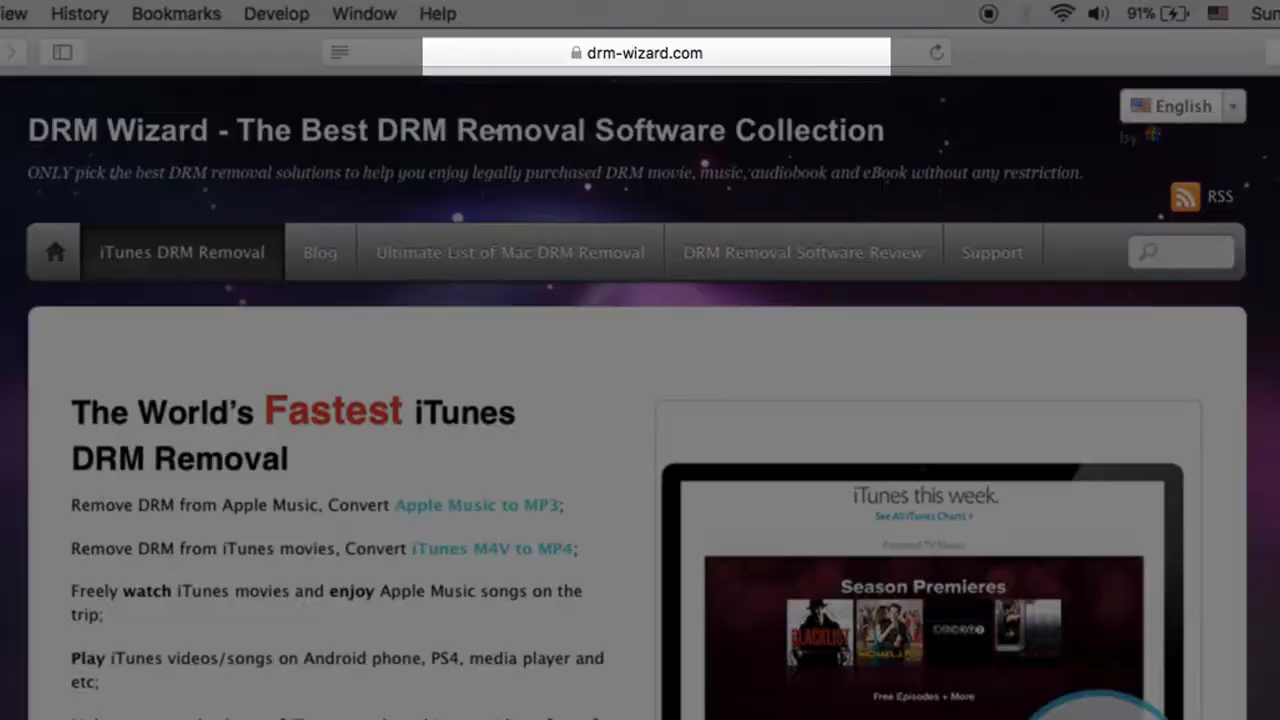 iew History Bookmarks Develop Window Help 91% Sun
drm-wizard.com
English
DRM Wizard - The Best DRM Removal Software Collection
by
ONLY pick the best DRM removal solutions to help you enjoy legally purchased DRM movie, music, audiobook and eBook without any restriction.
RSS
iTunes DRM Removal Blog Ultimate List of Mac DRM Removal DRM Removal Software Review Support
The World's Fastest iTunes
DRM Removal
Remove DRM from Apple Music, Convert Apple Music to MP3;
Remove DRM from iTunes movies, Convert iTunes M4V to MP4;
Freely watch iTunes movies and enjoy Apple Music songs on the
trip;
Play iTunes videos/songs on Android phone, PS4, media player and
etc;
iTunes this week.
See All iTunes Charts
Season Premieres
BLACKLIST
Free Episodes + More